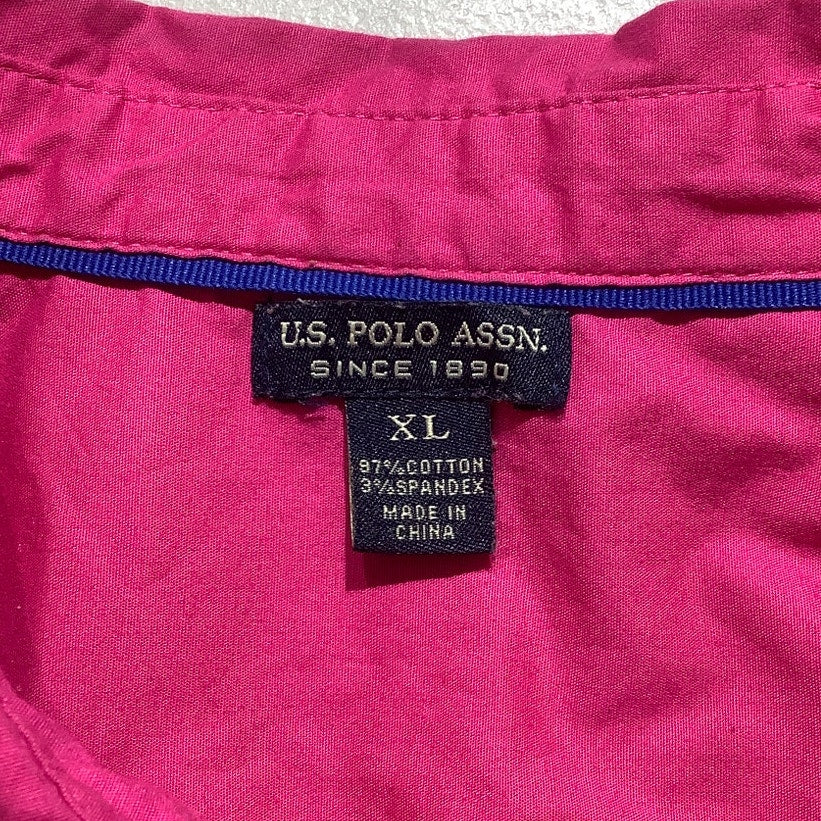 U.S. POLO ASSN.
SINCE 1890
XL
97%COTTON
3%SPANDEX
MADE IN
CHINA